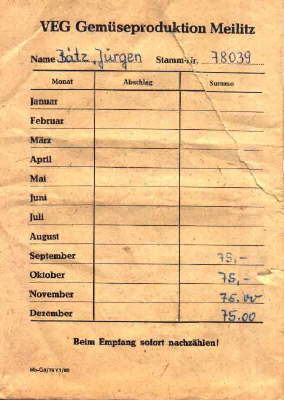 VEG Gemüseproduktion Meilitz
Name Zätz, Jürgen Stamm-Nr. 78039
Monat Abschlag Summe
Januar
Februar
März
April
Mai
Juni
Juli
August
September 75,-
Oktober 75,-
November 75.00
Dezember 75.00
Beim Empfang sofort nachzählen!